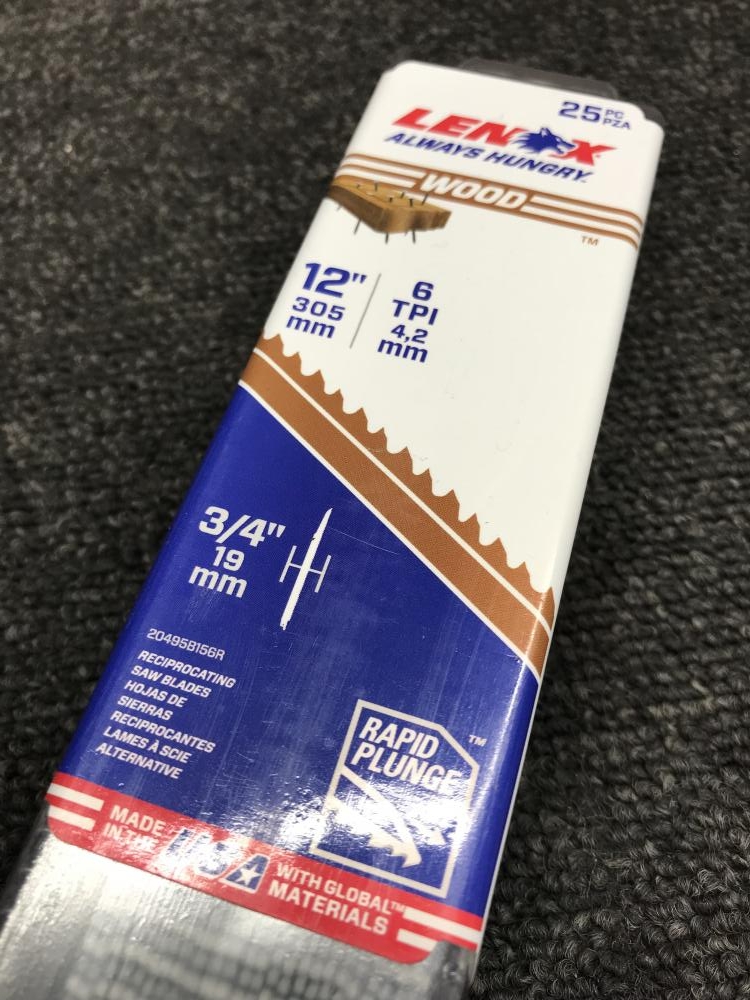 25 PC
PZA
LENOX
ALWAYS HUNGRY.
WOOD
TM
12"
305
mm
6
TPI
4,2
mm
3/4"
19
mm
20495B156R
RECIPROCATING
SAW BLADES
HOJAS DE
SIERRAS
RECIPROCANTES
LAMES À SCIE
ALTERNATIVE
RAPID
PLUNGE
TM
MADE
IN THE
USA
WITH GLOBAL™
MATERIALS